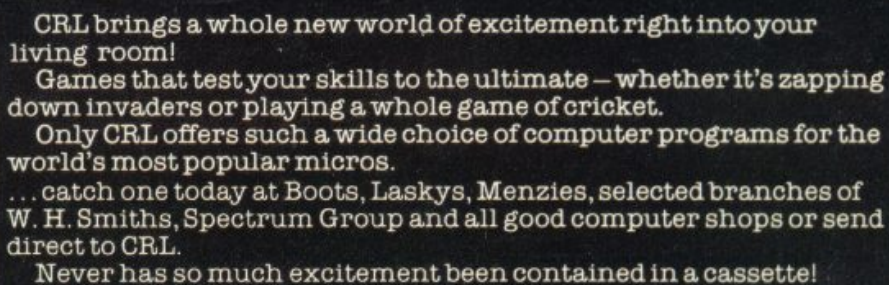 CRL brings a whole new world of excitement right into your
living room!
Games that test your skills to the ultimate – whether it's zapping
down invaders or playing a whole game of cricket.
Only CRL offers such a wide choice of computer programs for the
world's most popular micros.
...catch one today at Boots, Laskys, Menzies, selected branches of
W. H. Smiths, Spectrum Group and all good computer shops or send
direct to CRL.
Never has so much excitement been contained in a cassette!